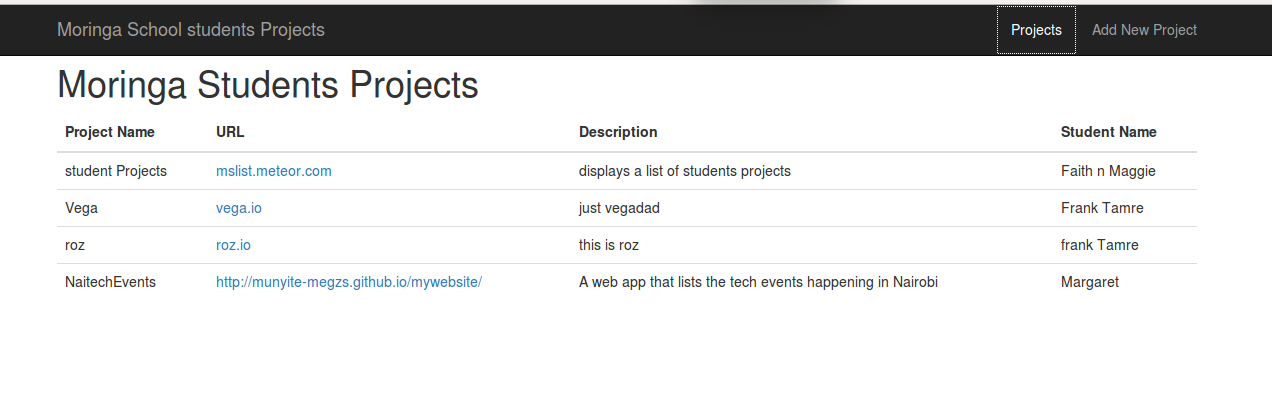 Moringa School students Projects Projects Add New Project
Moringa Students Projects
Project Name URL Description Student Name
student Projects mslist.meteor.com displays a list of students projects Faith n Maggie
Vega vega.io just vegadad Frank Tamre
roz roz.io this is roz frank Tamre
NaitechEvents http://munyite-megzs.github.io/mywebsite/ A web app that lists the tech events happening in Nairobi Margaret